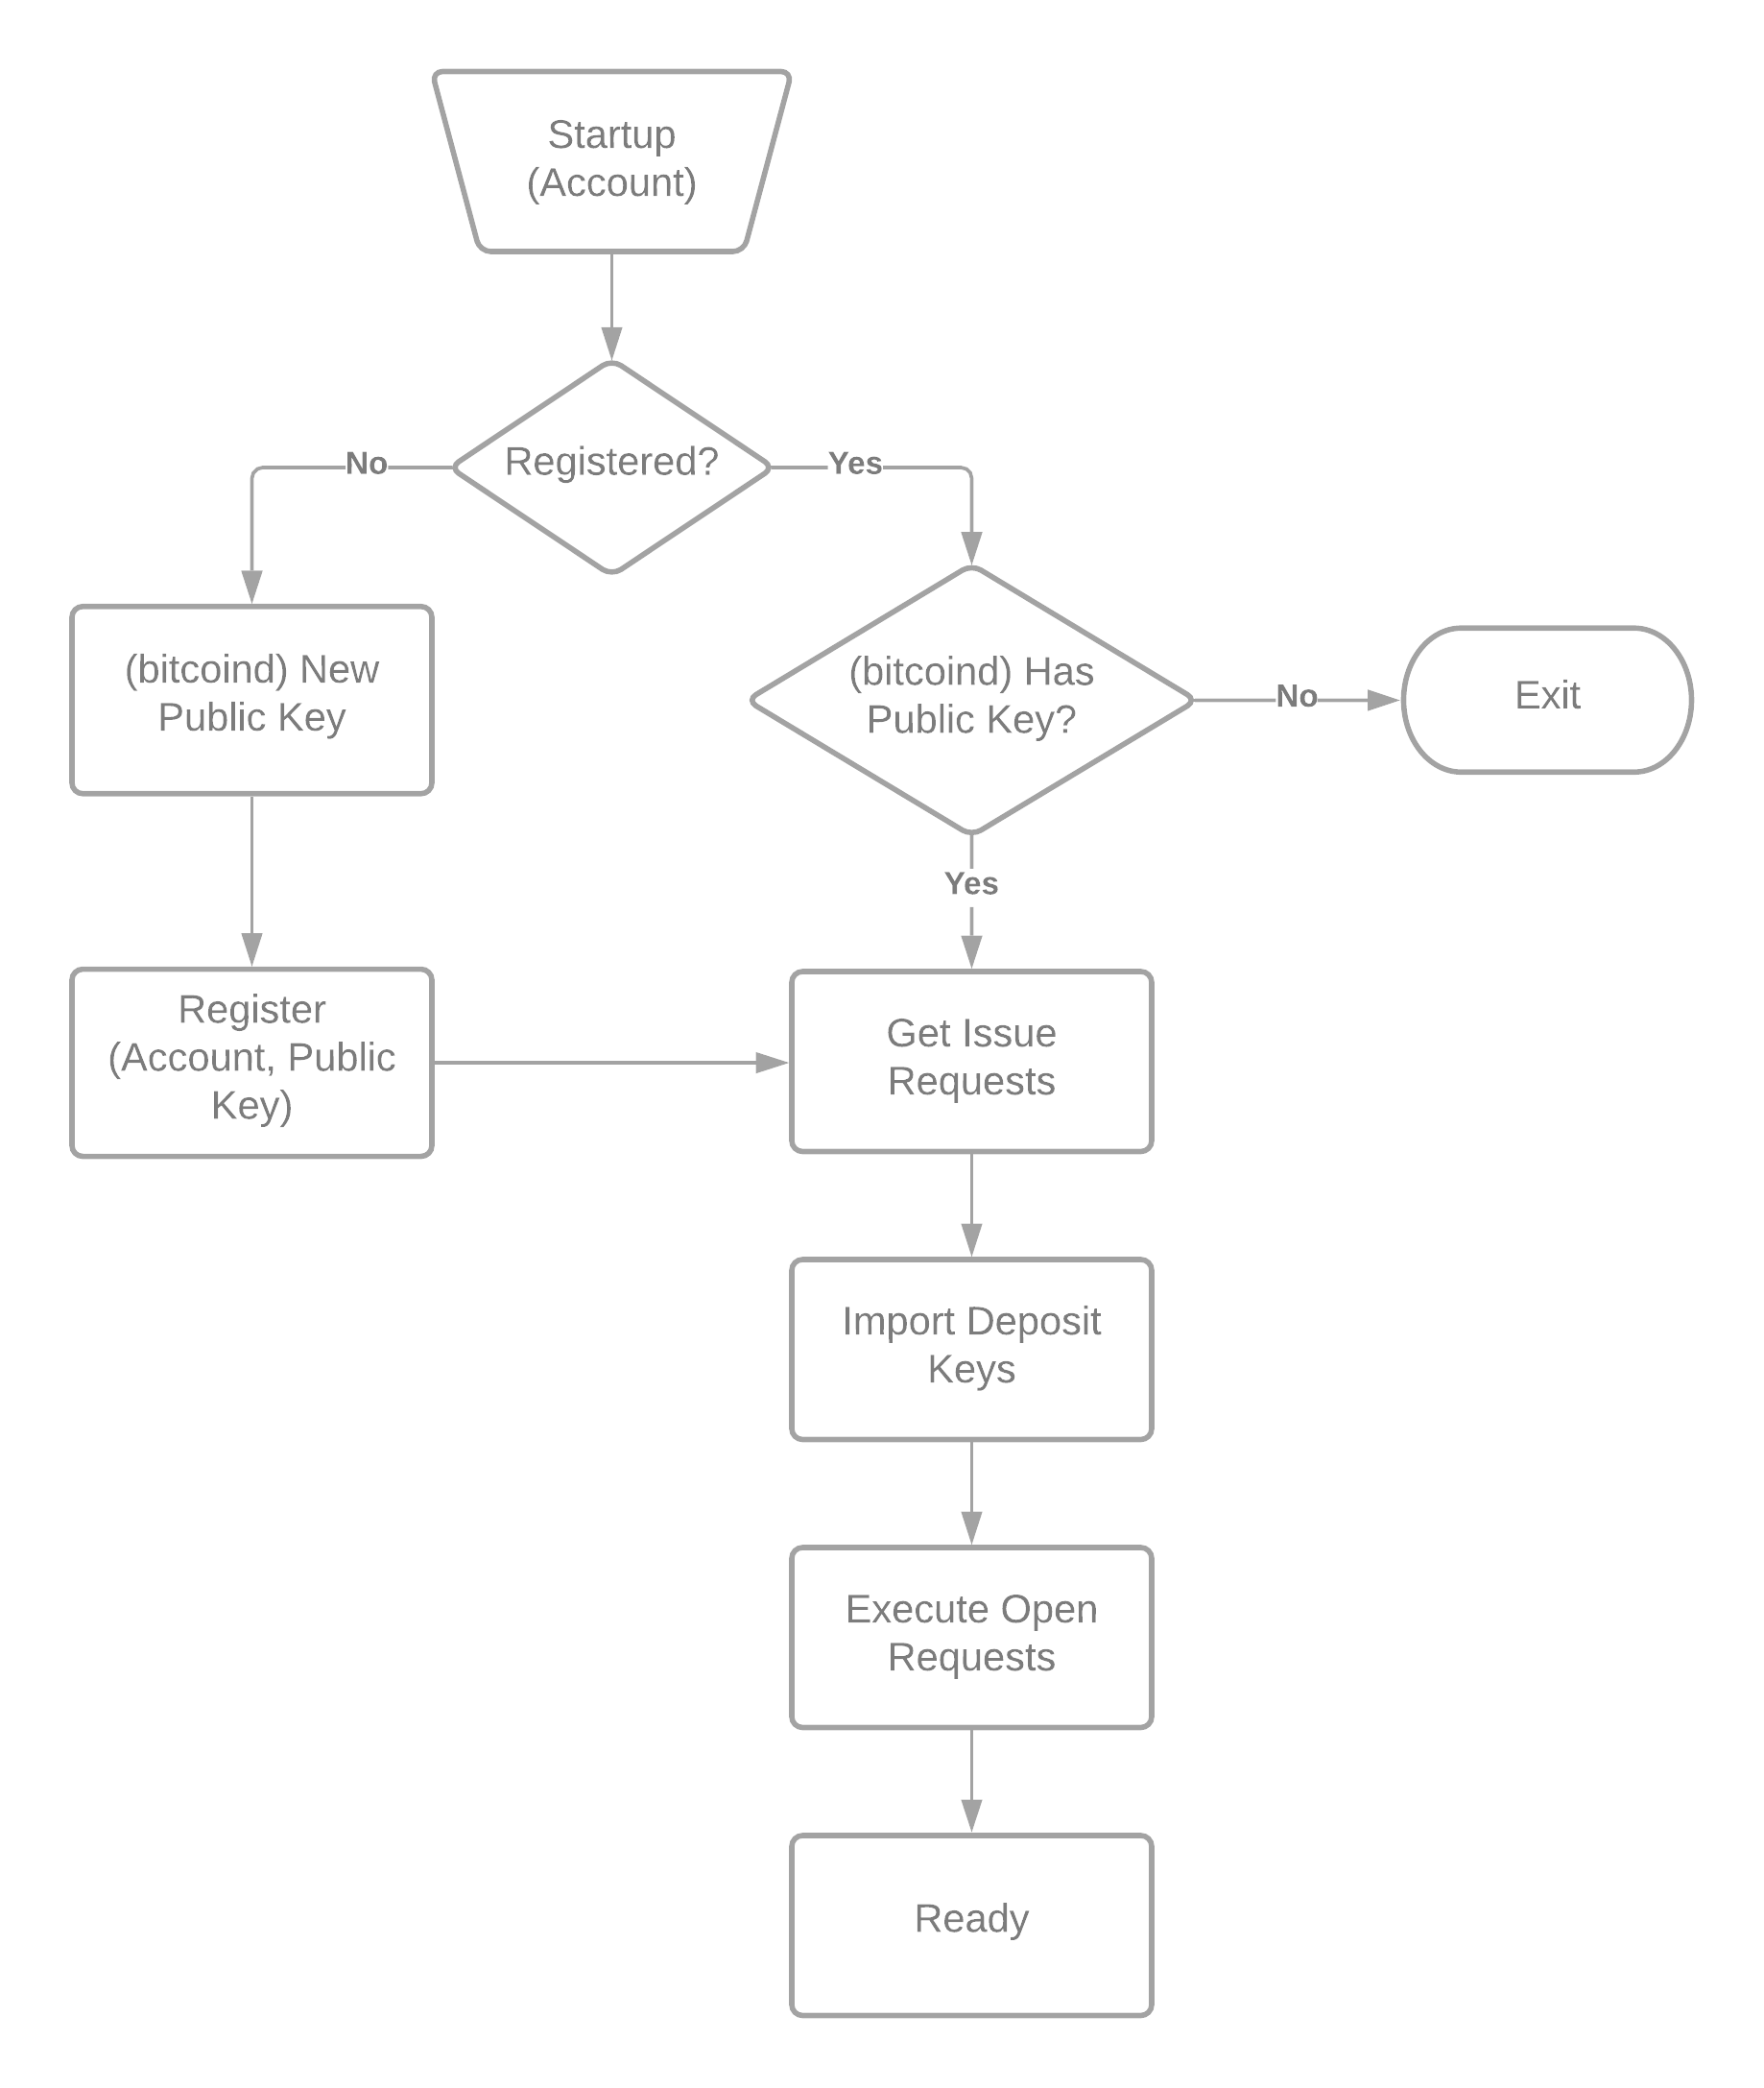 Startup
(Account)
Registered?
No
Yes
(bitcoind) New
Public Key
(bitcoind) Has
Public Key?
No
Exit
Yes
Register
(Account, Public
Key)
Get Issue
Requests
Import Deposit
Keys
Execute Open
Requests
Ready